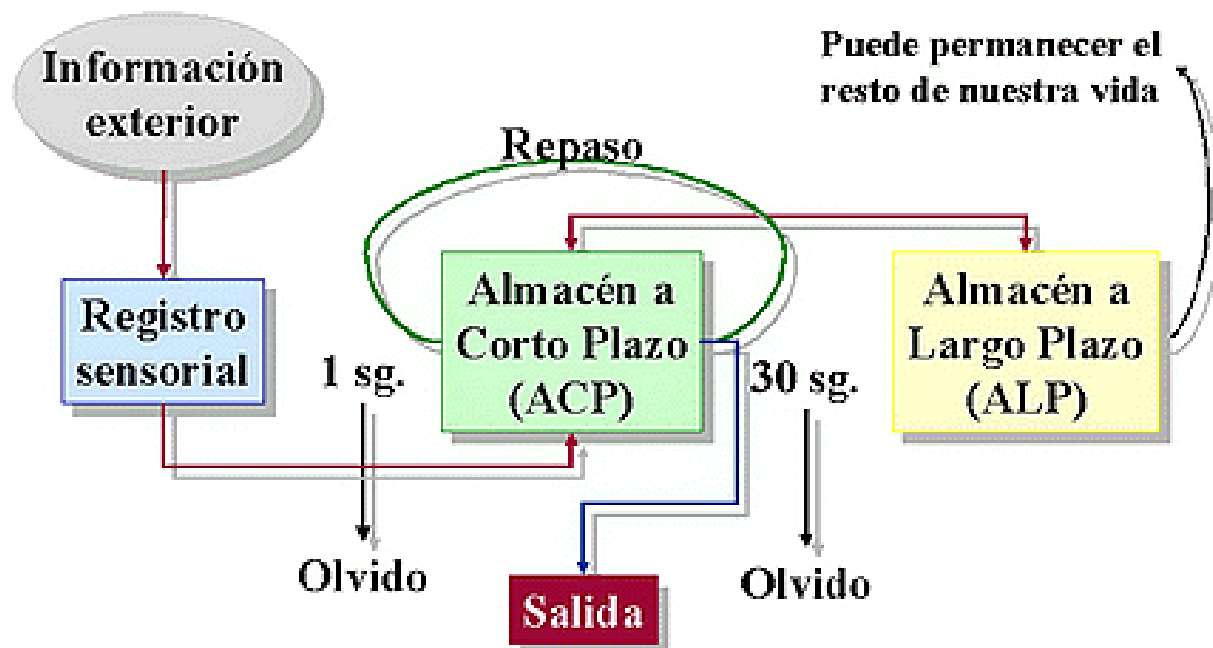 Información
exterior
Puede permanecer el
resto de nuestra vida
Repaso
Registro
sensorial
1 sg.
Almacén a
Corto Plazo
(ACP)
30 sg.
Almacén a
Largo Plazo
(ALP)
Olvido
Salida
Olvido